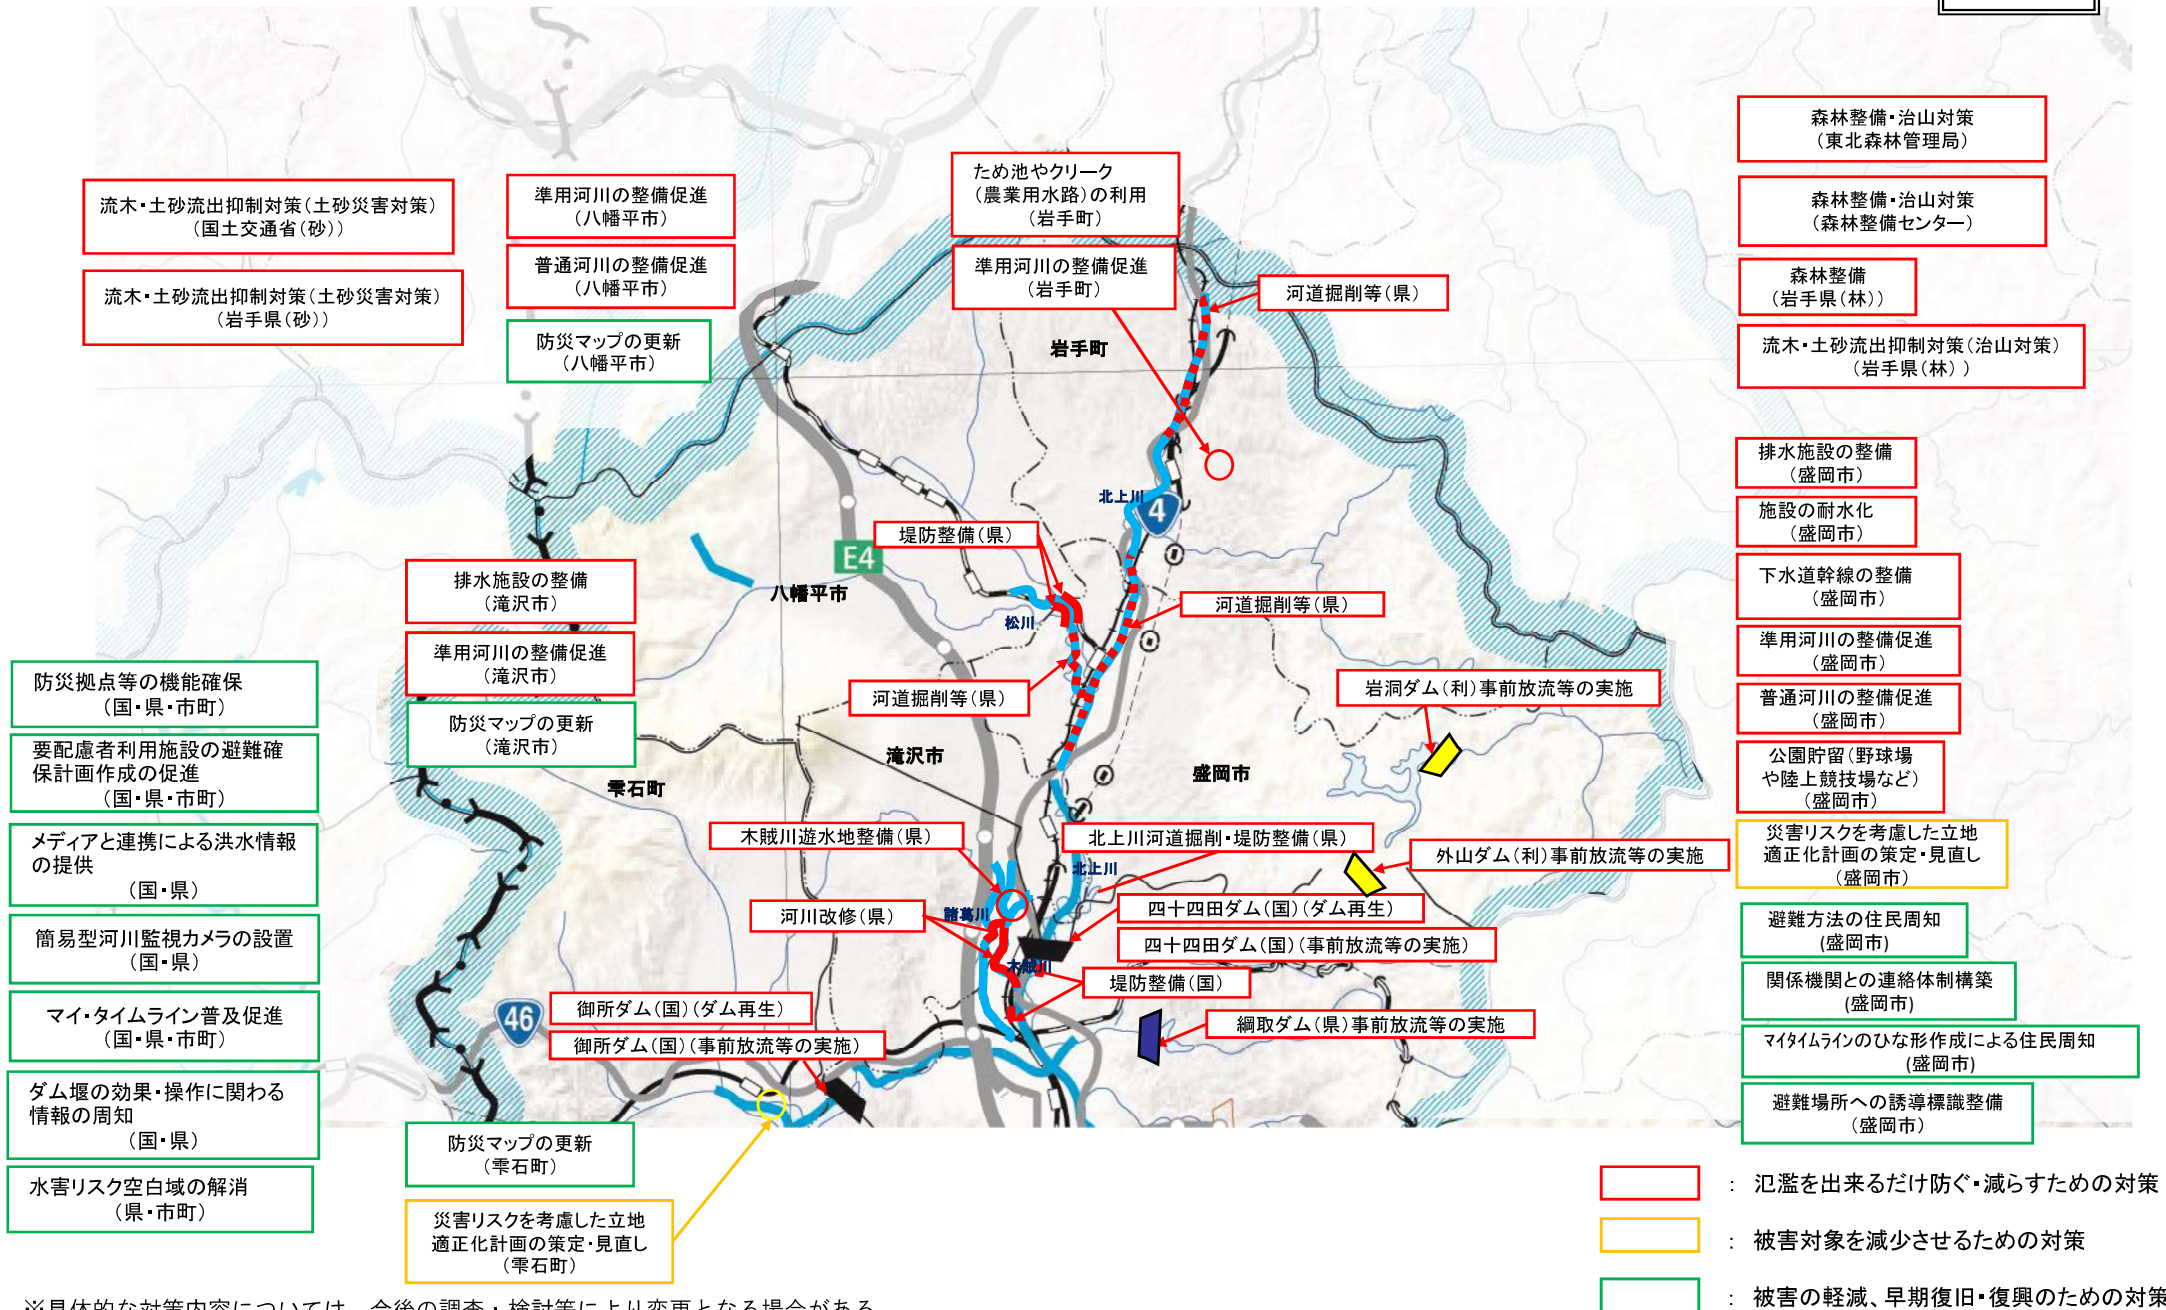 流木・土砂流出抑制対策（土砂災害対策）
（国土交通省（砂））
流木・土砂流出抑制対策（土砂災害対策）
（岩手県（砂））
準用河川の整備促進
（八幡平市）
普通河川の整備促進
（八幡平市）
防災マップの更新
（八幡平市）
ため池やクリーク
（農業用水路）の利用
（岩手町）
準用河川の整備促進
（岩手町）
河道掘削等（県）
森林整備・治山対策
（東北森林管理局）
森林整備・治山対策
（森林整備センター）
森林整備
（岩手県（林））
流木・土砂流出抑制対策（治山対策）
（岩手県（林））
岩手町
北上川
4
堤防整備（県）
E4
八幡平市
松川
河道掘削等（県）
河道掘削等（県）
岩洞ダム（利）事前放流等の実施
滝沢市
盛岡市
雫石町
排水施設の整備
（滝沢市）
準用河川の整備促進
（滝沢市）
防災マップの更新
（滝沢市）
排水施設の整備
（盛岡市）
施設の耐水化
（盛岡市）
下水道幹線の整備
（盛岡市）
準用河川の整備促進
（盛岡市）
普通河川の整備促進
（盛岡市）
公園貯留（野球場
や陸上競技場など）
（盛岡市）
災害リスクを考慮した立地
適正化計画の策定・見直し
（盛岡市）
避難方法の住民周知
（盛岡市）
関係機関との連絡体制構築
（盛岡市）
マイタイムラインのひな形作成による住民周知
（盛岡市）
避難場所への誘導標識整備
（盛岡市）
防災拠点等の機能確保
（国・県・市町）
要配慮者利用施設の避難確
保計画作成の促進
（国・県・市町）
メディアと連携による洪水情報
の提供
（国・県）
簡易型河川監視カメラの設置
（国・県）
マイ・タイムライン普及促進
（国・県・市町）
ダム堰の効果・操作に関わる
情報の周知
（国・県）
水害リスク空白域の解消
（県・市町）
木賊川遊水地整備（県）
北上川河道掘削・堤防整備（県）
北上川
外山ダム（利）事前放流等の実施
河川改修（県）
諸葛川
四十四田ダム（国）（ダム再生）
四十四田ダム（国）（事前放流等の実施）
木賊川
堤防整備（国）
綱取ダム（県）事前放流等の実施
46
御所ダム（国）（ダム再生）
御所ダム（国）（事前放流等の実施）
防災マップの更新
（雫石町）
災害リスクを考慮した立地
適正化計画の策定・見直し
（雫石町）
： 氾濫を出来るだけ防ぐ・減らすための対策
： 被害対象を減少させるための対策
： 被害の軽減、早期復旧・復興のための対策
※具体的な対策内容については、今後の調査・検討等により変更となる場合がある